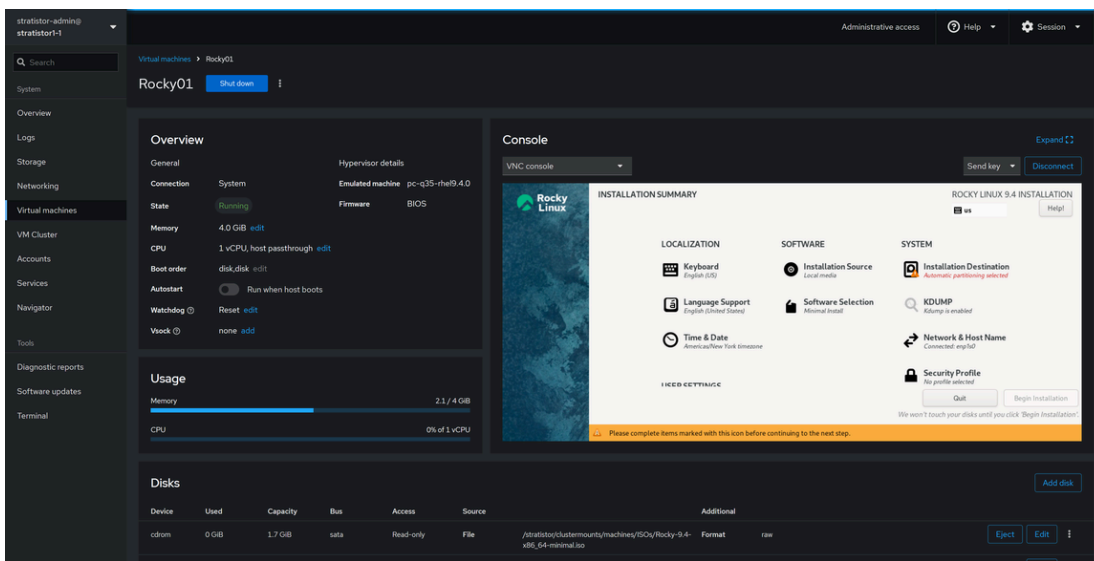 stratistor-admin@
stratistor1-1
Administrative access
Help
Session
Search
System
Overview
Logs
Storage
Networking
Virtual machines
VM Cluster
Accounts
Services
Navigator
Tools
Diagnostic reports
Software updates
Terminal
Virtual machines > Rocky01
Rocky01 Shut down
Overview
General
Connection System
State Running
Memory 4.0 GiB edit
CPU 1 vCPU, host passthrough edit
Boot order disk,disk edit
Autostart Run when host boots
Watchdog Reset edit
Vsock none add
Hypervisor details
Emulated machine pc-q35-rhel9.4.0
Firmware BIOS
Usage
Memory 2.1 / 4 GiB
CPU 0% of 1 vCPU
Console Expand
VNC console Send key Disconnect
Rocky
Linux
INSTALLATION SUMMARY
ROCKY LINUX 9.4 INSTALLATION
us Help!
LOCALIZATION
Keyboard
English (US)
Language Support
English (United States)
Time & Date
Americas/New York timezone
USER SETTINGS
SOFTWARE
Installation Source
Local media
Software Selection
Minimal Install
SYSTEM
Installation Destination
Automatic partitioning selected
KDUMP
Kdump is enabled
Network & Host Name
Connected: enp1s0
Security Profile
No profile selected
Quit Begin Installation
We won't touch your disks until you click 'Begin Installation'.
Please complete items marked with this icon before continuing to the next step.
Disks Add disk
Device Used Capacity Bus Access Source Additional
cdrom 0 GiB 1.7 GiB sata Read-only File /stratistor/clustermounts/machines/ISOs/Rocky-9.4- Format raw Eject Edit
x86_64-minimal.iso